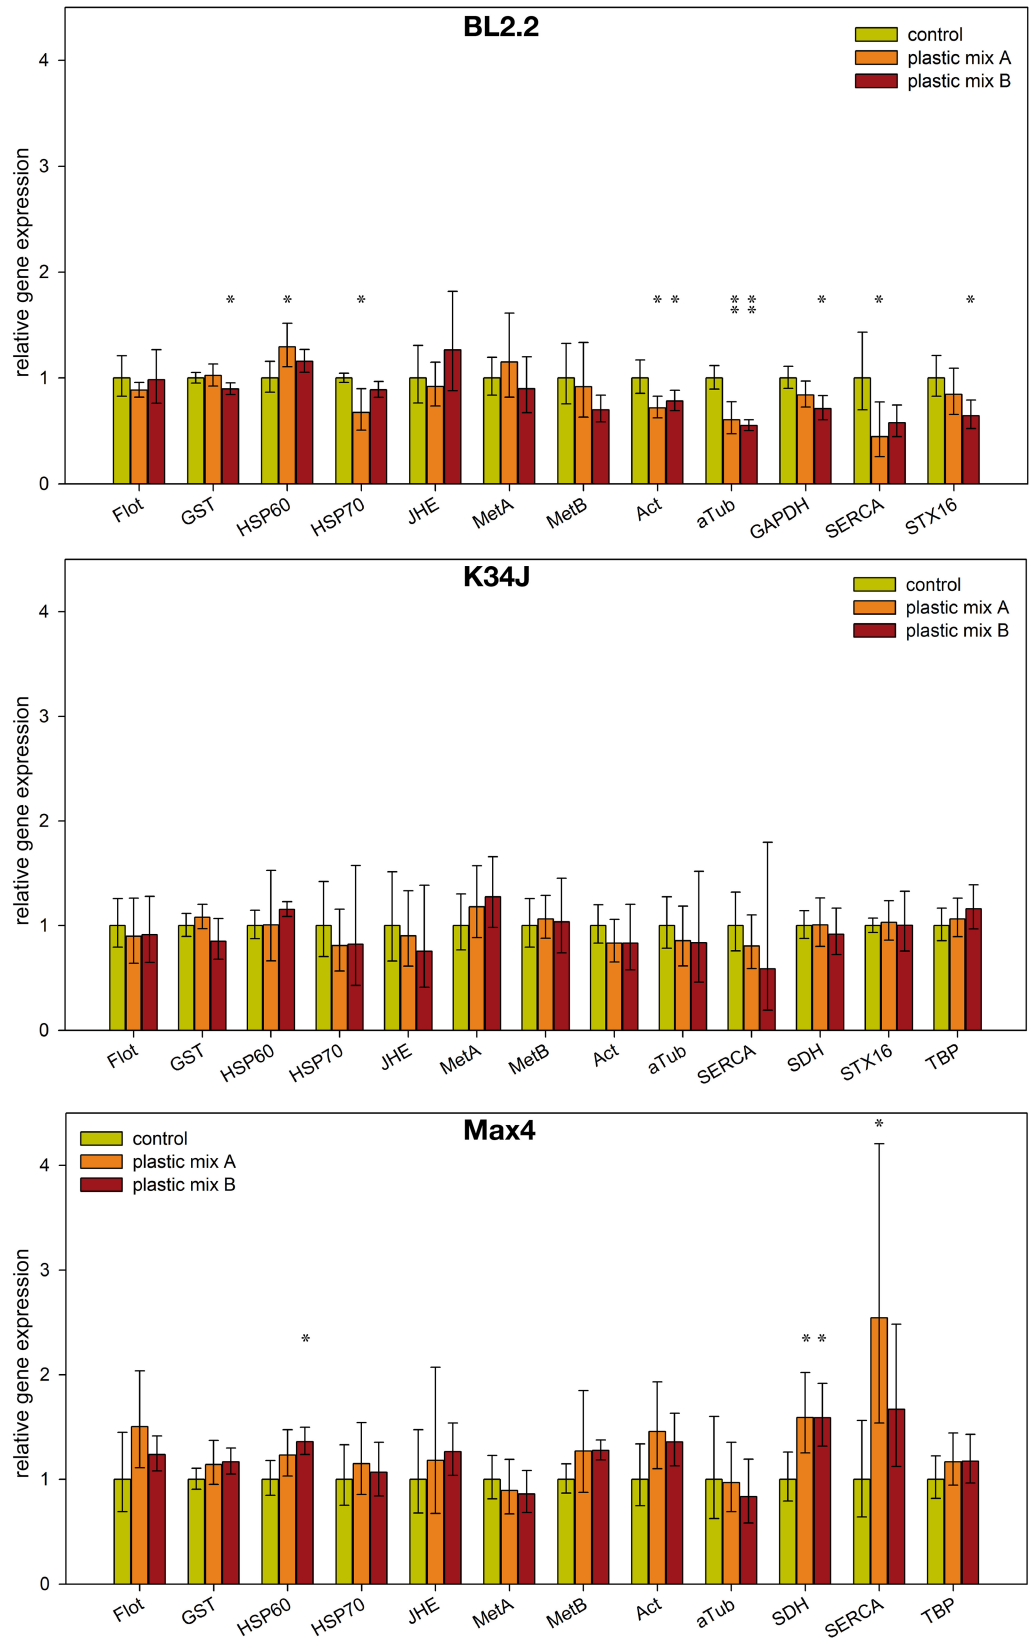 BL2.2
control
plastic mix A
plastic mix B
relative gene expression
4
3
2
1
0
* * * * * ** ** * * *
Flot GST HSP60 HSP70 JHE MetA MetB Act aTub GAPDH SERCA STX16
K34J
control
plastic mix A
plastic mix B
relative gene expression
4
3
2
1
0
Flot GST HSP60 HSP70 JHE MetA MetB Act aTub SERCA SDH STX16 TBP
Max4
control
plastic mix A
plastic mix B
relative gene expression
4
3
2
1
0
*
* * *
Flot GST HSP60 HSP70 JHE MetA MetB Act aTub SDH SERCA TBP